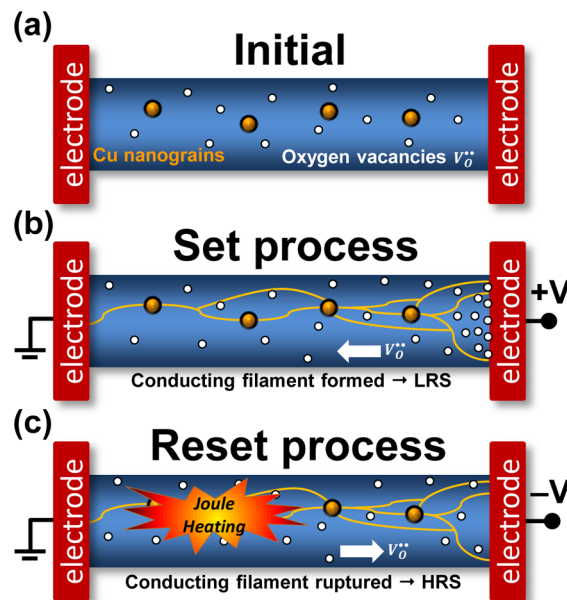 (a)
Initial
electrode
Cu nanograins
Oxygen vacancies V_O^••
electrode
(b)
Set process
electrode
V_O^••
Conducting filament formed → LRS
electrode
+V
(c)
Reset process
electrode
Joule
Heating
V_O^••
Conducting filament ruptured → HRS
electrode
−V